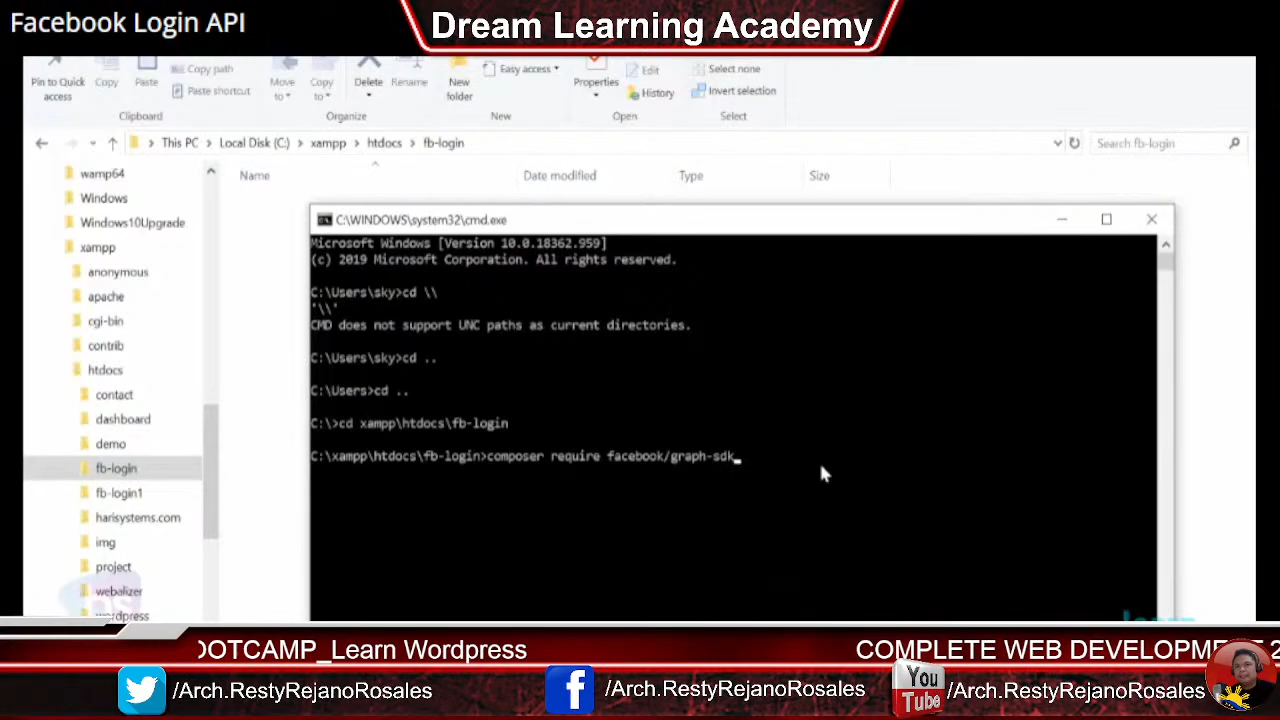 Facebook Login API
Dream Learning Academy
Pin to Quick access
Copy
Paste
Copy path
Paste shortcut
Move to
Copy to
Delete
Rename
New folder
Easy access
Properties
Edit
History
Select none
Invert selection
Clipboard
Organize
New
Open
Select
This PC > Local Disk (C:) > xampp > htdocs > fb-login
Search fb-login
Name
Date modified
Type
Size
wamp64
Windows
Windows10Upgrade
xampp
anonymous
apache
cgi-bin
contrib
htdocs
contact
dashboard
demo
fb-login
fb-login1
harisystems.com
img
project
webalizer
wordpress
C:\WINDOWS\system32\cmd.exe
Microsoft Windows [Version 10.0.18362.959]
(c) 2019 Microsoft Corporation. All rights reserved.
C:\Users\sky>cd \\
'\\'
CMD does not support UNC paths as current directories.
C:\Users\sky>cd ..
C:\Users>cd ..
C:\>cd xampp\htdocs\fb-login
C:\xampp\htdocs\fb-login>composer require facebook/graph-sdk_
OOTCAMP_Learn Wordpress
COMPLETE WEB DEVELOPMENT 2
/Arch.RestyRejanoRosales
/Arch.RestyRejanoRosales
You Tube
/Arch.RestyRejanoRosales